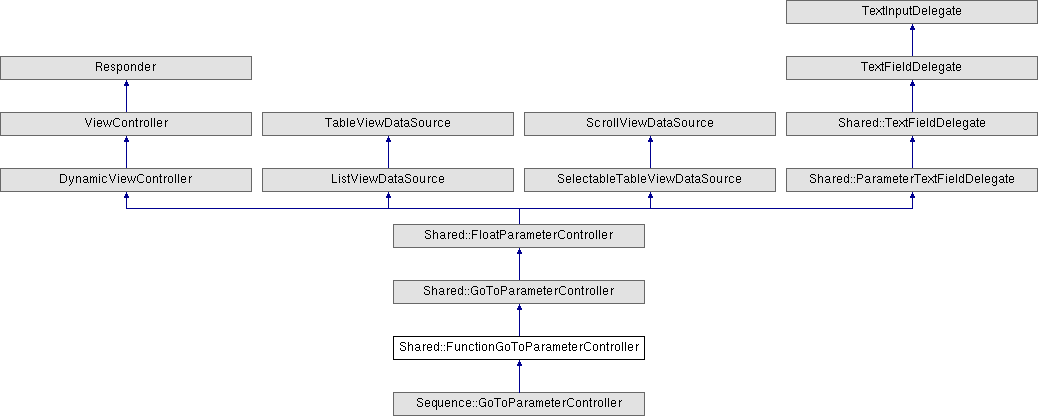 TextInputDelegate
Responder
TextFieldDelegate
ViewController
TableViewDataSource
ScrollViewDataSource
Shared::TextFieldDelegate
DynamicViewController
ListViewDataSource
SelectableTableViewDataSource
Shared::ParameterTextFieldDelegate
Shared::FloatParameterController
Shared::GoToParameterController
Shared::FunctionGoToParameterController
Sequence::GoToParameterController